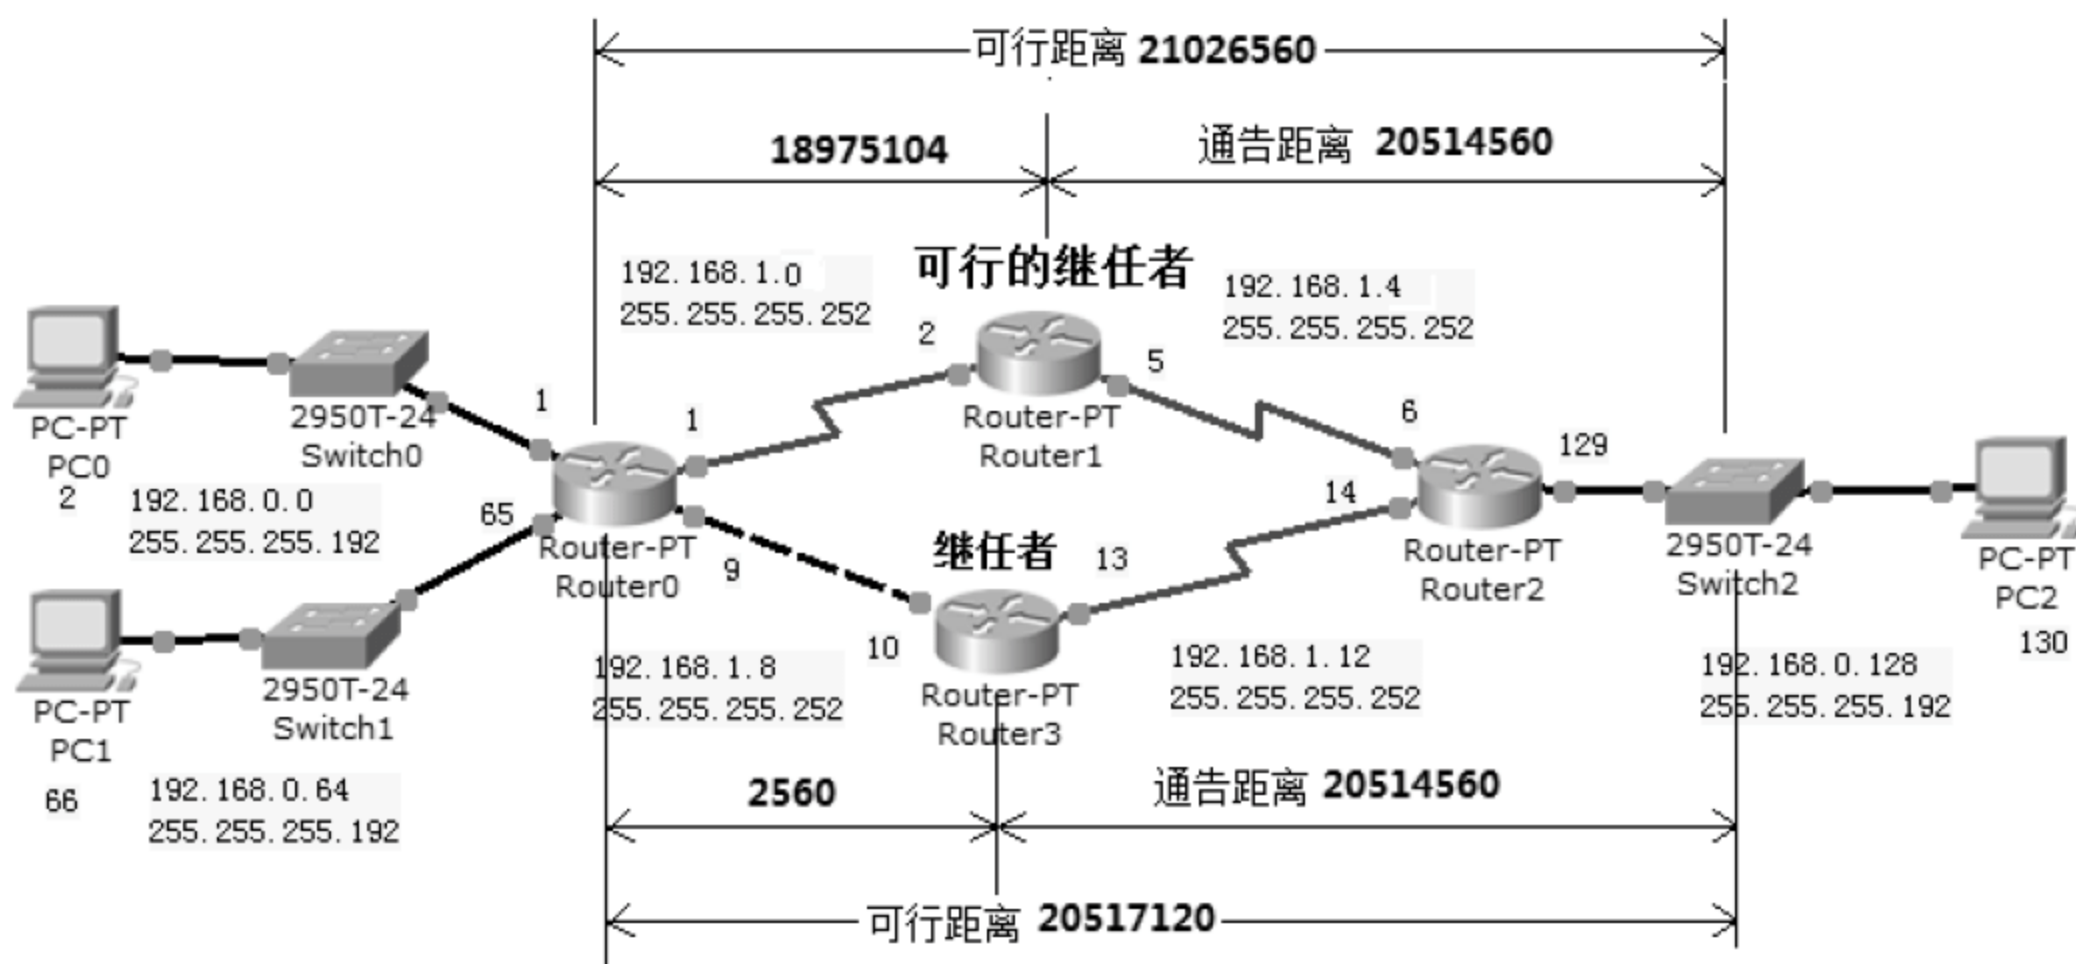 可行距离 21026560
18975104
通告距离 20514560
192.168.1.0
255.255.255.252
可行的继任者
192.168.1.4
255.255.255.252
2
5
Router-PT
Router1
PC-PT
PC0
2
2950T-24
Switch0
1
1
6
129
192.168.0.0
255.255.255.192
65
Router-PT
Router0
9
继任者
13
14
Router-PT
Router2
2950T-24
Switch2
PC-PT
PC2
130
PC-PT
PC1
66
2950T-24
Switch1
192.168.1.8
255.255.255.252
10
Router-PT
Router3
192.168.1.12
255.255.255.252
192.168.0.128
255.255.255.192
192.168.0.64
255.255.255.192
2560
通告距离 20514560
可行距离 20517120